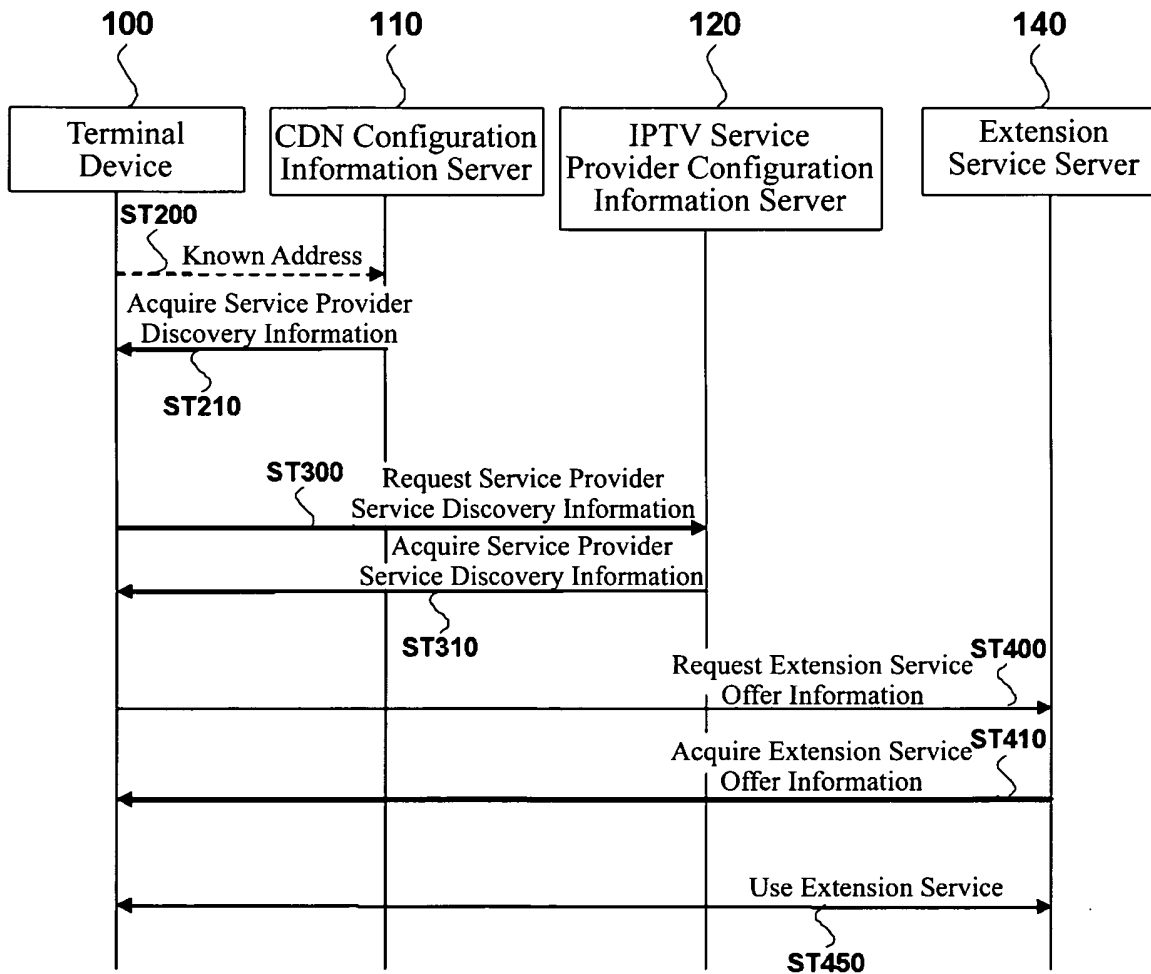 100
110
120
140
Terminal
Device
CDN Configuration
Information Server
IPTV Service
Provider Configuration
Information Server
Extension
Service Server
ST200
Known Address
Acquire Service Provider
Discovery Information
ST210
ST300
Request Service Provider
Service Discovery Information
Acquire Service Provider
Service Discovery Information
ST310
ST400
Request Extension Service
Offer Information
ST410
Acquire Extension Service
Offer Information
Use Extension Service
ST450